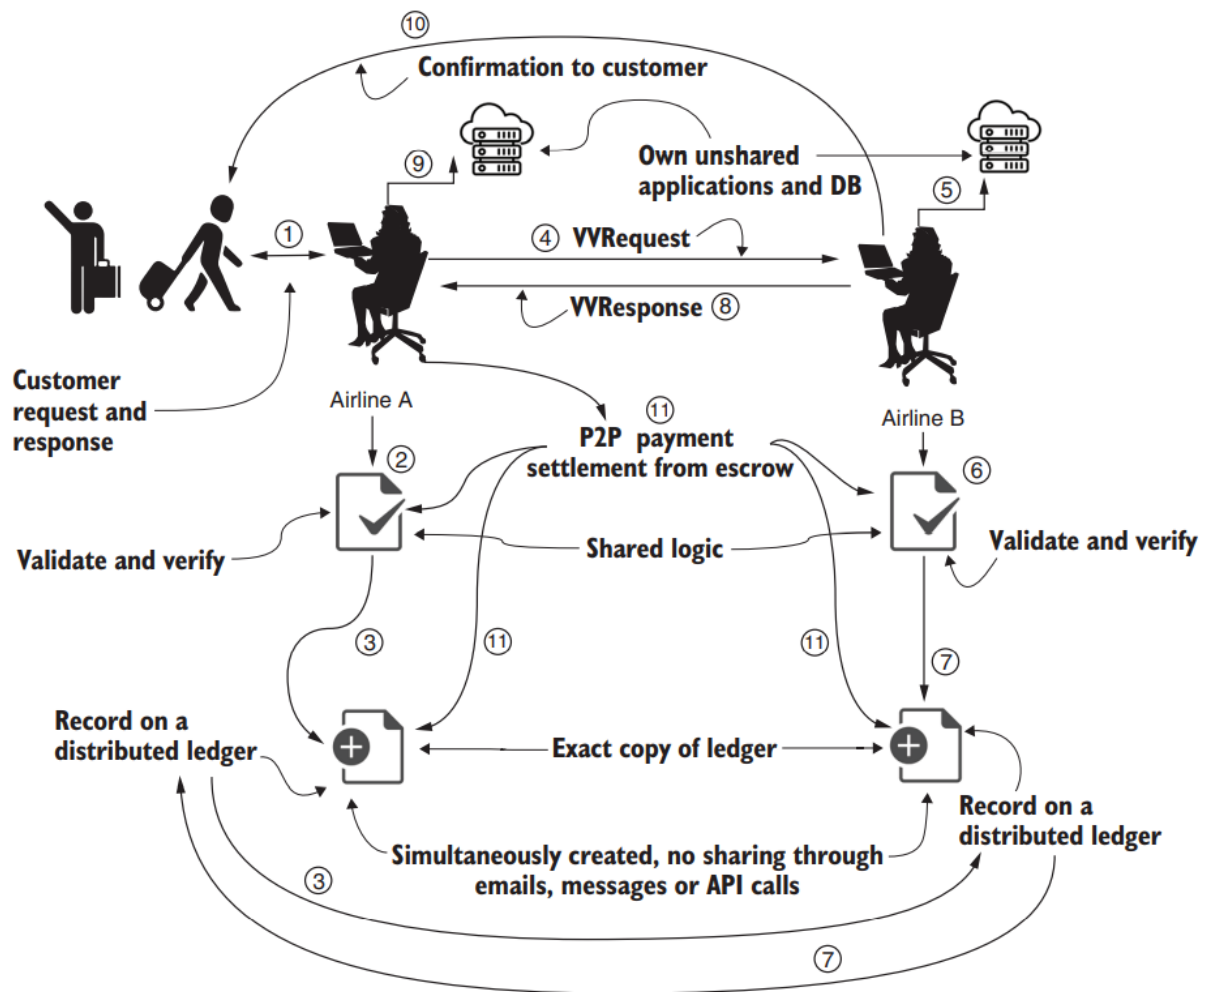 ⑩
Confirmation to customer
⑨
Own unshared
applications and DB
⑤
①
④ VVRequest
VVResponse ⑧
Customer
request and
response
Airline A
⑪
P2P payment
settlement from escrow
Airline B
②
⑥
Validate and verify
Shared logic
Validate and verify
③
⑪
⑪
⑦
Record on a
distributed ledger
Exact copy of ledger
Record on a
distributed ledger
Simultaneously created, no sharing through
emails, messages or API calls
③
⑦